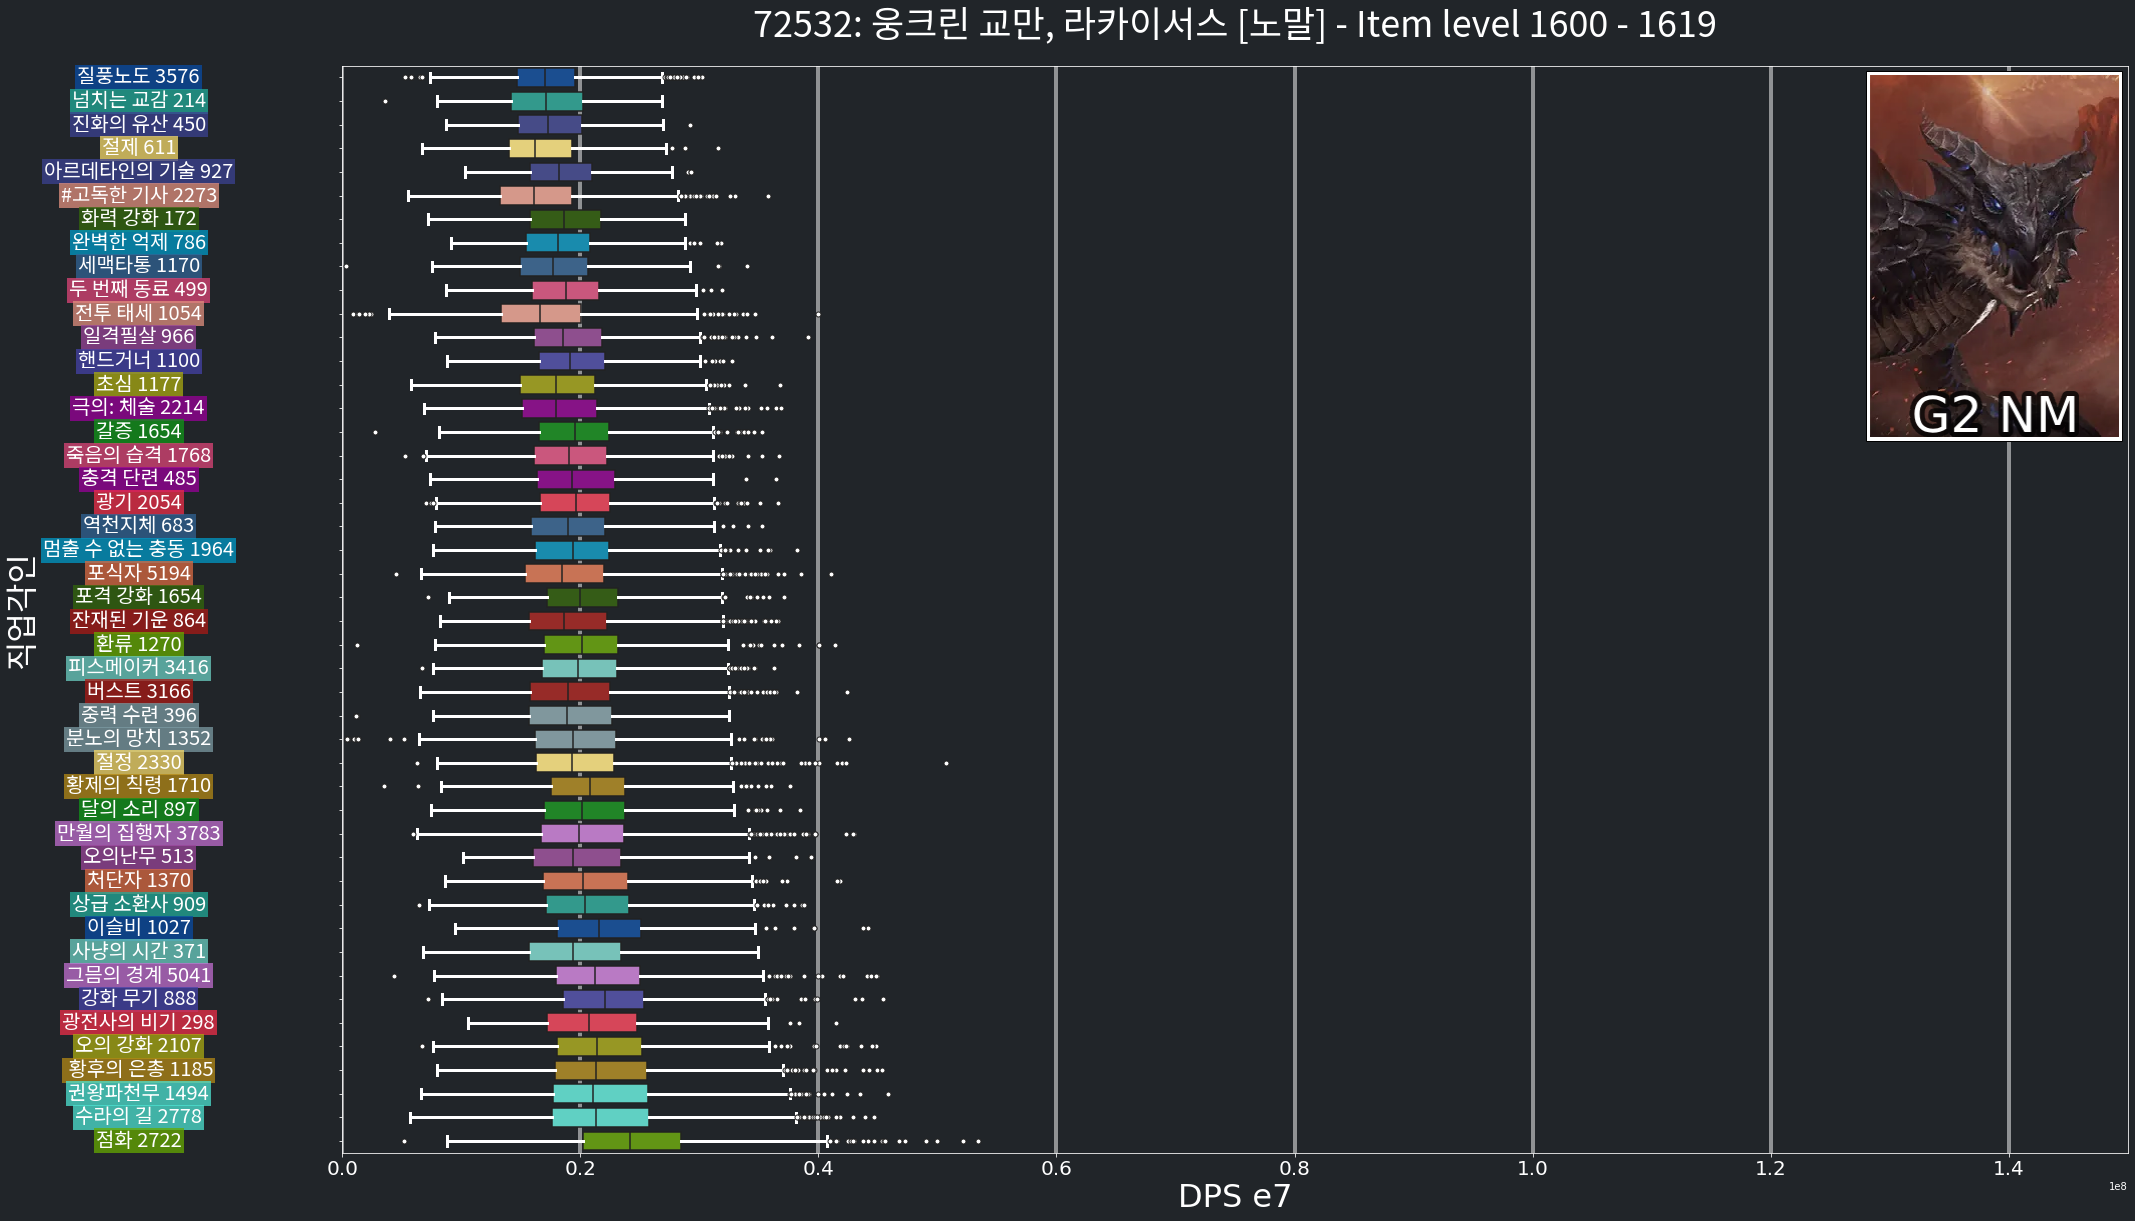 72532: 웅크린 교만, 라카이서스 [노말] - Item level 1600 - 1619
질풍노도 3576
넘치는 교감 214
진화의 유산 450
절제 611
아르데타인의 기술 927
#고독한 기사 2273
화력 강화 172
완벽한 억제 786
세맥타통 1170
두 번째 동료 499
전투 태세 1054
일격필살 966
핸드거너 1100
초심 1177
극의: 체술 2214
갈증 1654
죽음의 습격 1768
충격 단련 485
광기 2054
역천지체 683
멈출 수 없는 충동 1964
포식자 5194
포격 강화 1654
잔재된 기운 864
환류 1270
피스메이커 3416
버스트 3166
중력 수련 396
분노의 망치 1352
절정 2330
황제의 칙령 1710
달의 소리 897
만월의 집행자 3783
오의난무 513
처단자 1370
상급 소환사 909
이슬비 1027
사냥의 시간 371
그믐의 경계 5041
강화 무기 888
광전사의 비기 298
오의 강화 2107
황후의 은총 1185
권왕파천무 1494
수라의 길 2778
점화 2722
직업각인
G2 NM
0.0 0.2 0.4 0.6 0.8 1.0 1.2 1.4
1e8
DPS e7